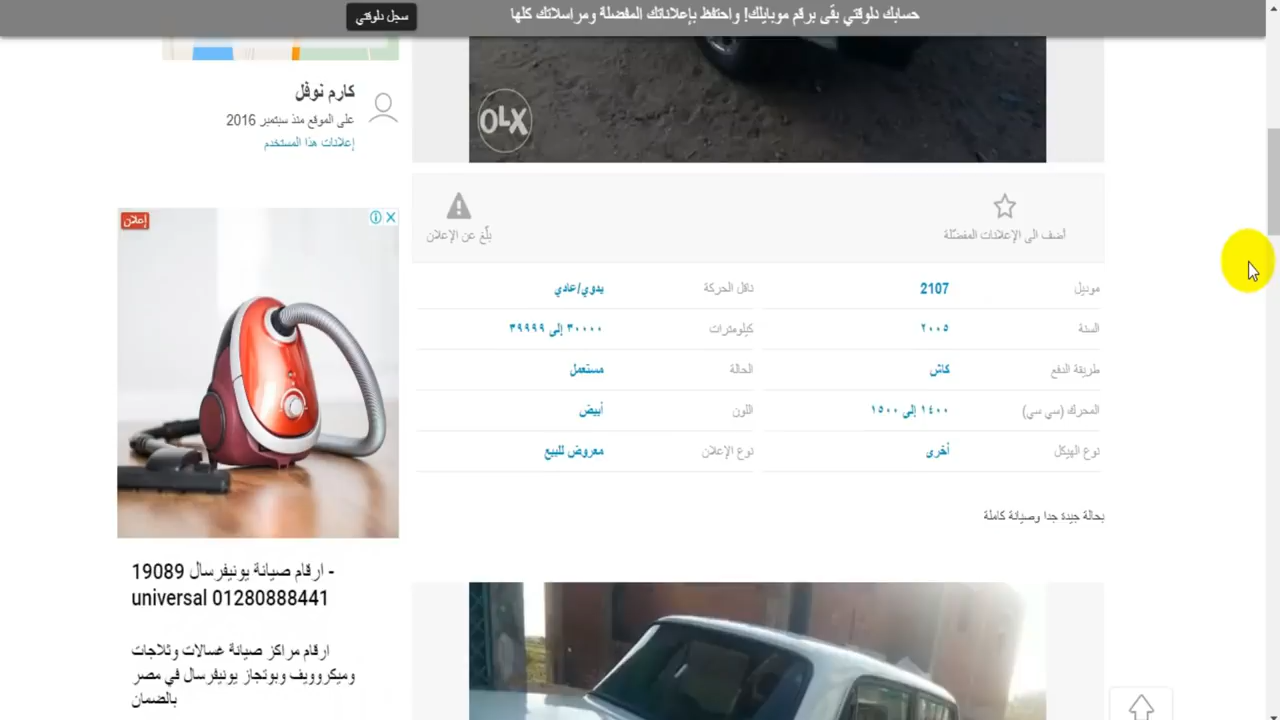 حسابك دلوقتي بقى برقم موبايلك! واحتفظ بإعلاناتك المفضلة ومراسلاتك كلها
سجل دلوقتي
OLX
أضف الى الإعلانات المفضلة
بلّغ عن الإعلان
موديل 2107 ناقل الحركة يدوي/عادي
السنة ٢٠٠٥ كيلومترات ٣٠٠٠٠ إلى ٣٩٩٩٩
طريقة الدفع كاش الحالة مستعمل
المحرك (سي سي) ١٤٠٠ إلى ١٥٠٠ اللون أبيض
نوع الهيكل أخرى نوع الإعلان معروض للبيع
بحالة جيدة جدا وصيانة كاملة
كارم نوفل
على الموقع منذ سبتمبر 2016
إعلانات هذا المستخدم
إعلان
ارقام صيانة يونيفرسال 19089 -
universal 01280888441
ارقام مراكز صيانة غسالات وثلاجات
وميكروويف وبوتجاز يونيفرسال في مصر
بالضمان